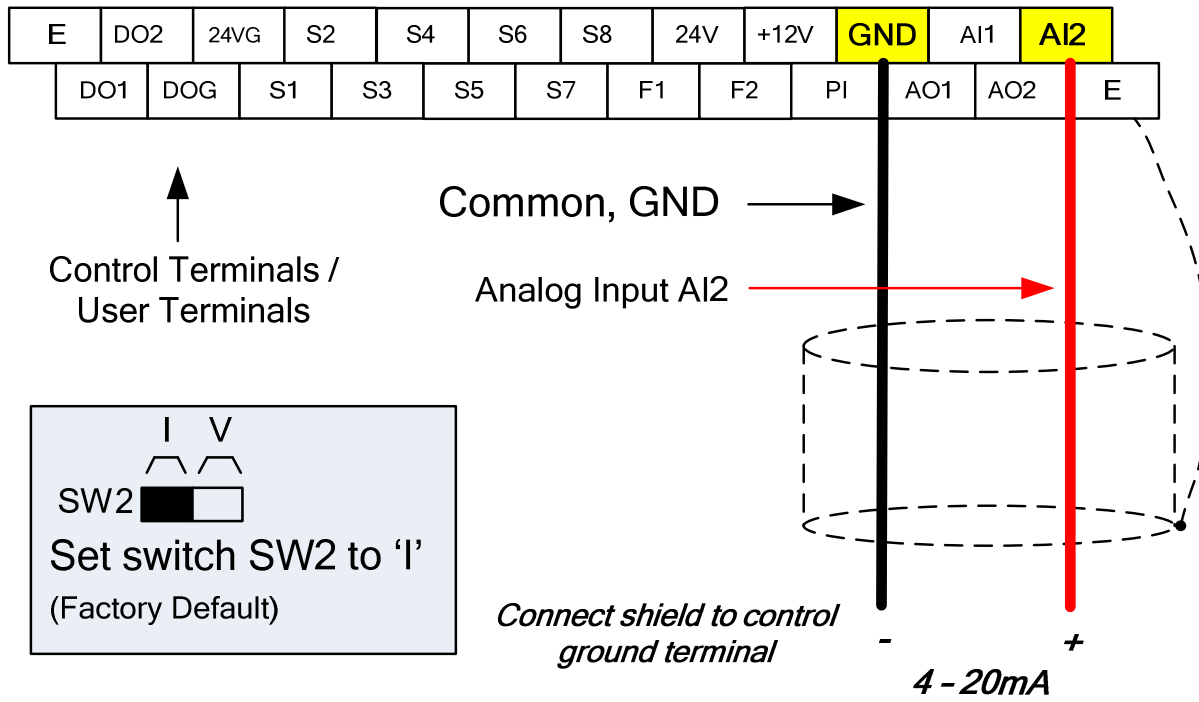 E DO2 24VG S2 S4 S6 S8 24V +12V GND AI1 AI2
DO1 DOG S1 S3 S5 S7 F1 F2 PI AO1 AO2 E
Common, GND
Control Terminals /
User Terminals
Analog Input AI2
I V
SW2
Set switch SW2 to ‘I’
(Factory Default)
Connect shield to control
ground terminal
- +
4 – 20mA